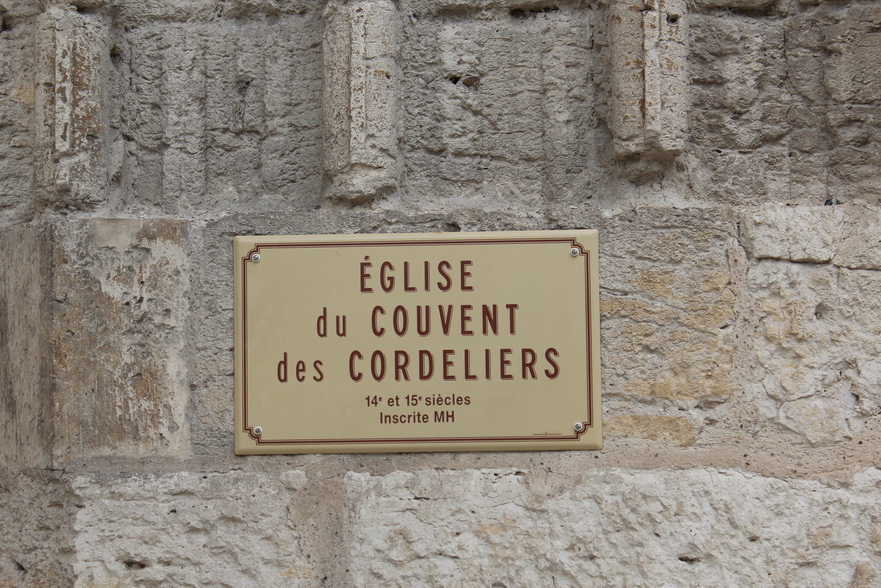 ÉGLISE
du COUVENT
des CORDELIERS
14e et 15e siècles
Inscrite MH